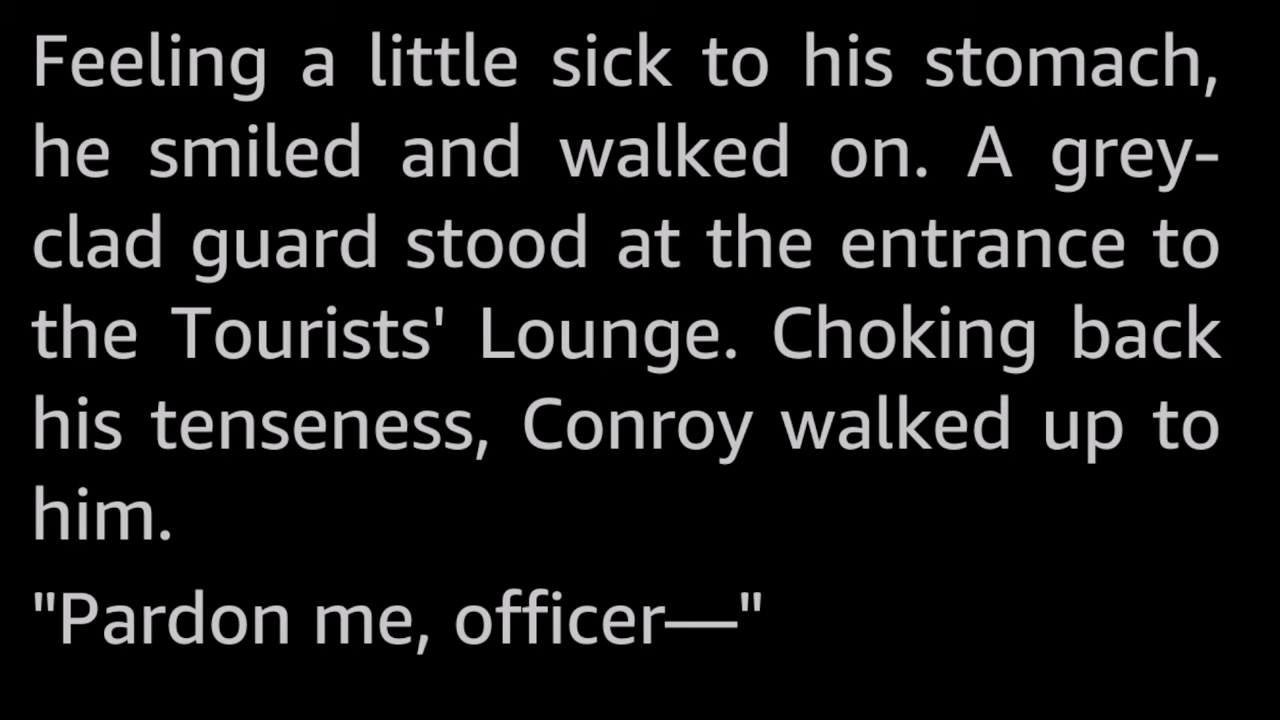 Feeling a little sick to his stomach,
he smiled and walked on. A grey-
clad guard stood at the entrance to
the Tourists' Lounge. Choking back
his tenseness, Conroy walked up to
him.
"Pardon me, officer—"